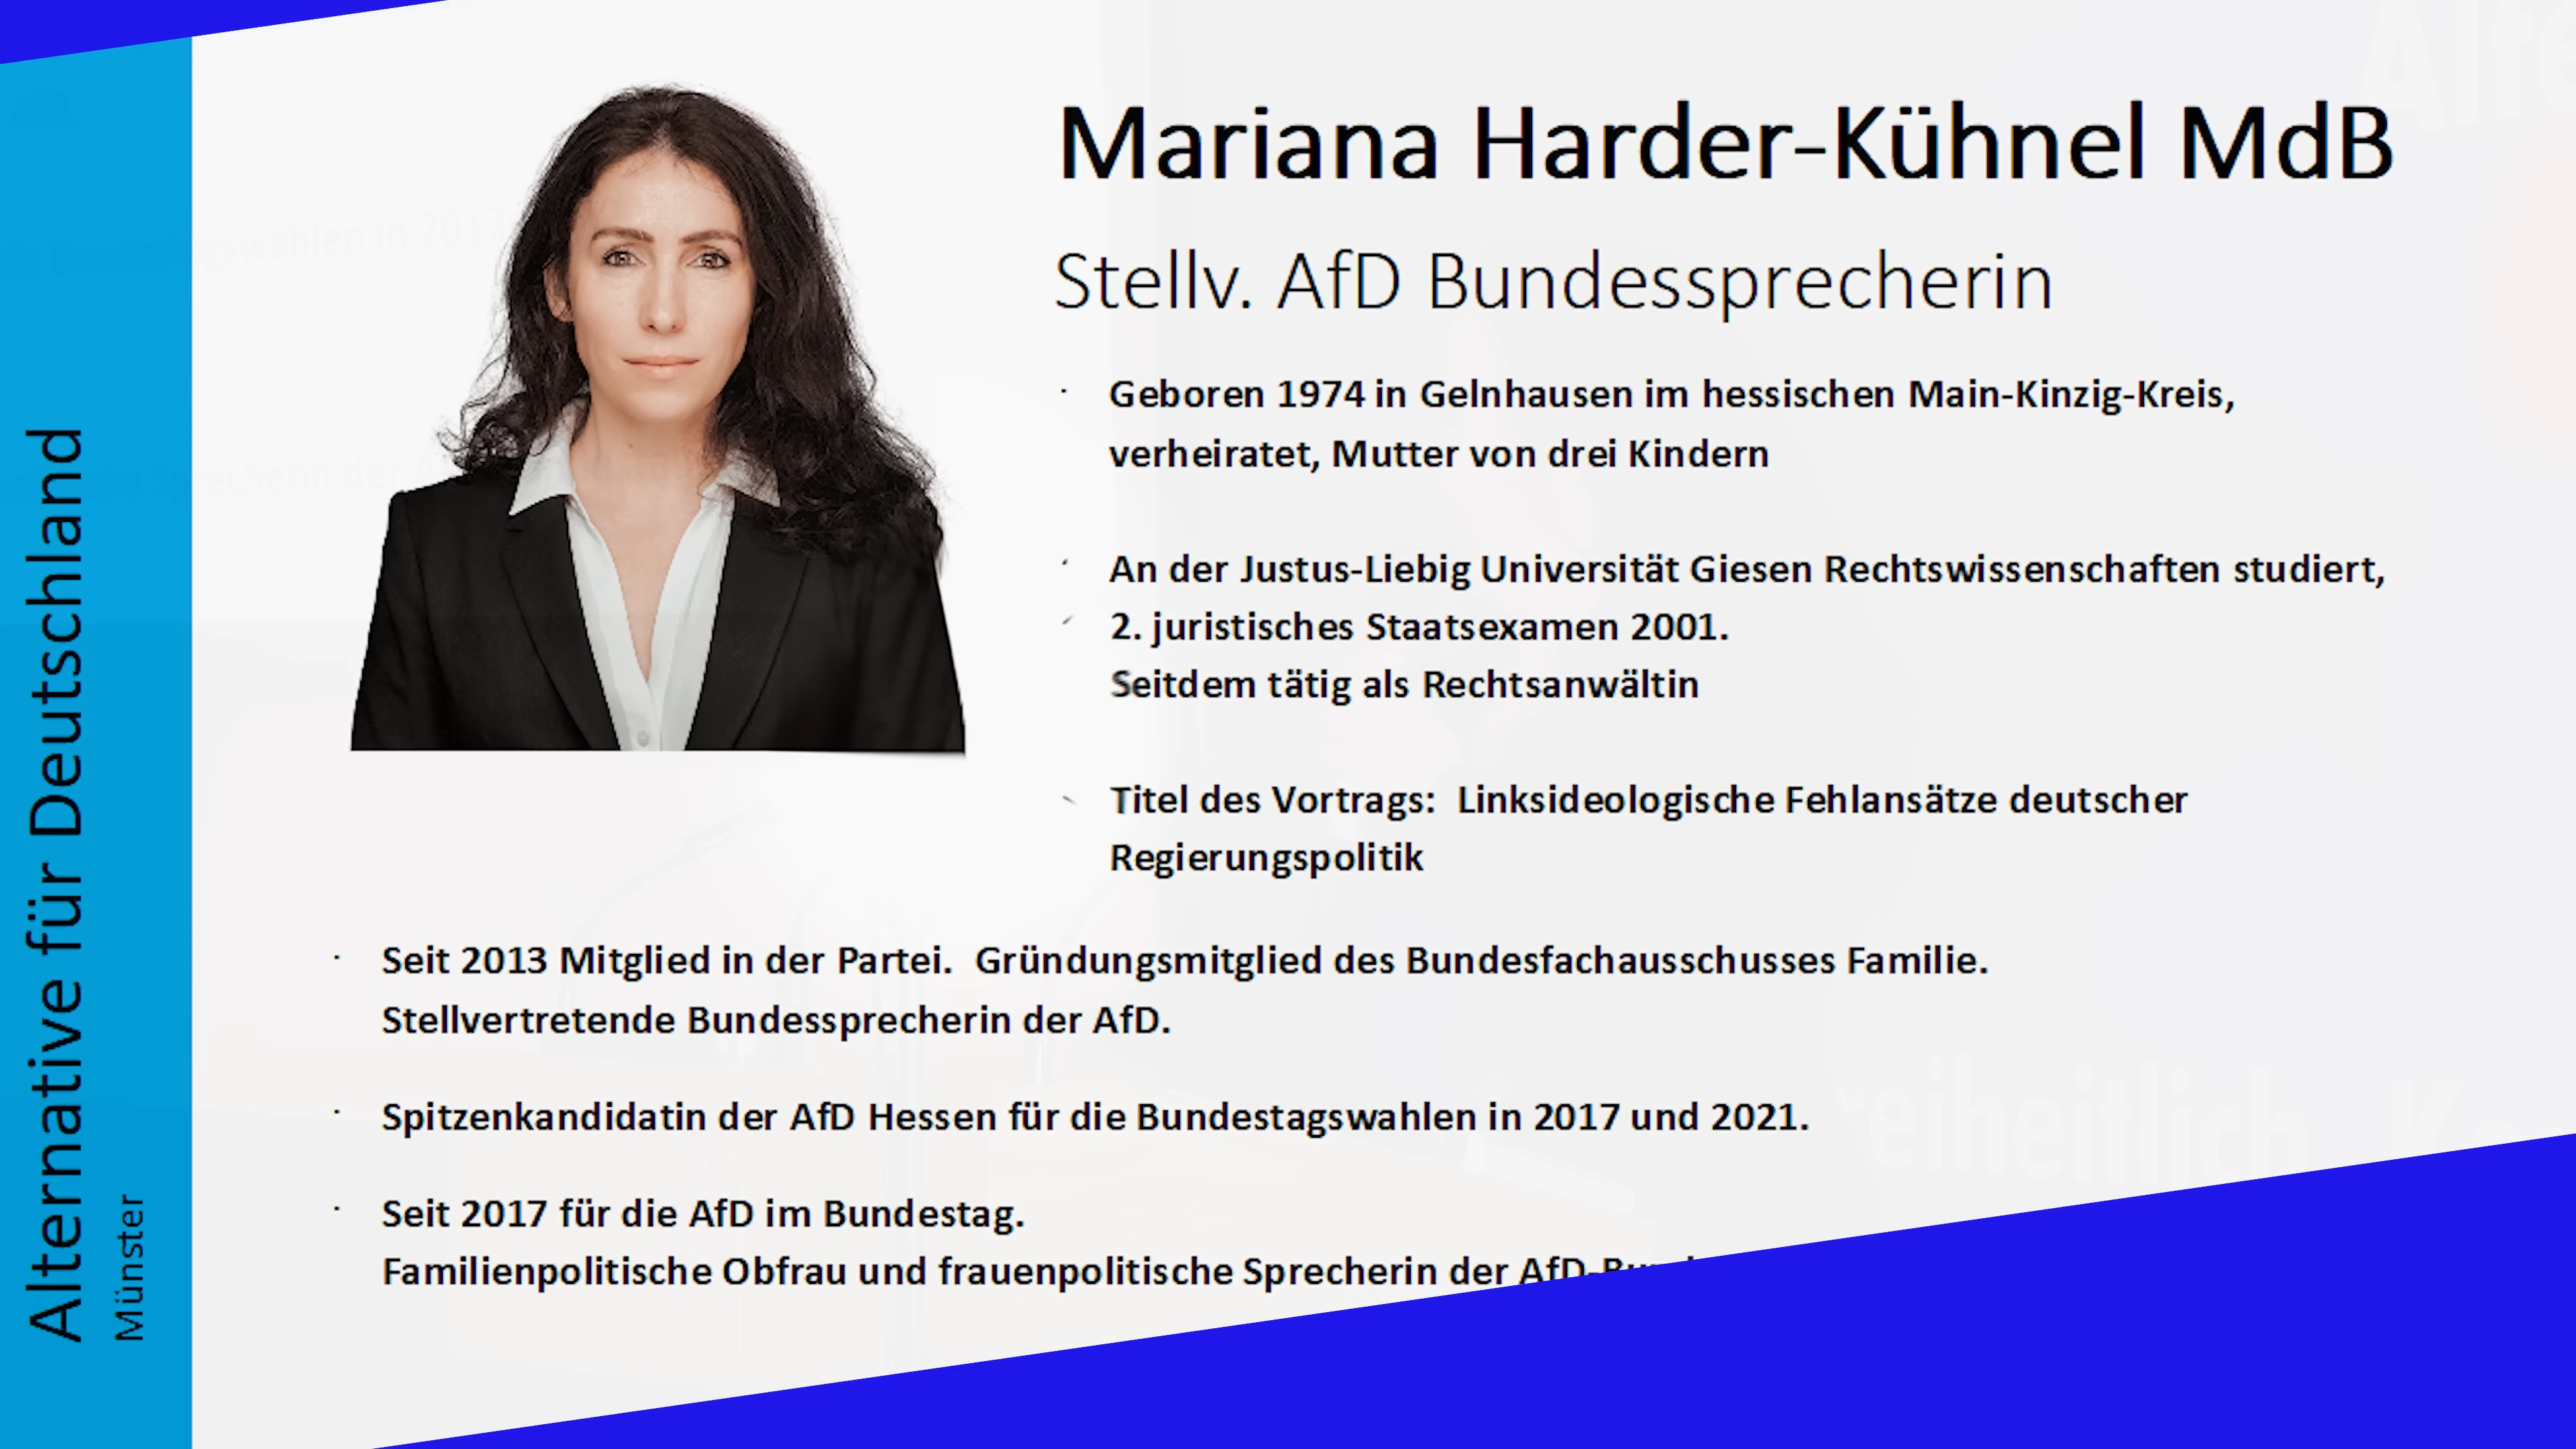 Alternative für Deutschland
Münster
Mariana Harder-Kühnel MdB
Stellv. AfD Bundessprecherin
Geboren 1974 in Gelnhausen im hessischen Main-Kinzig-Kreis,
verheiratet, Mutter von drei Kindern
An der Justus-Liebig Universität Giesen Rechtswissenschaften studiert,
2. juristisches Staatsexamen 2001.
Seitdem tätig als Rechtsanwältin
Titel des Vortrags: Linksideologische Fehlansätze deutscher
Regierungspolitik
Seit 2013 Mitglied in der Partei. Gründungsmitglied des Bundesfachausschusses Familie.
Stellvertretende Bundessprecherin der AfD.
Spitzenkandidatin der AfD Hessen für die Bundestagswahlen in 2017 und 2021.
Seit 2017 für die AfD im Bundestag.
Familienpolitische Obfrau und frauenpolitische Sprecherin der